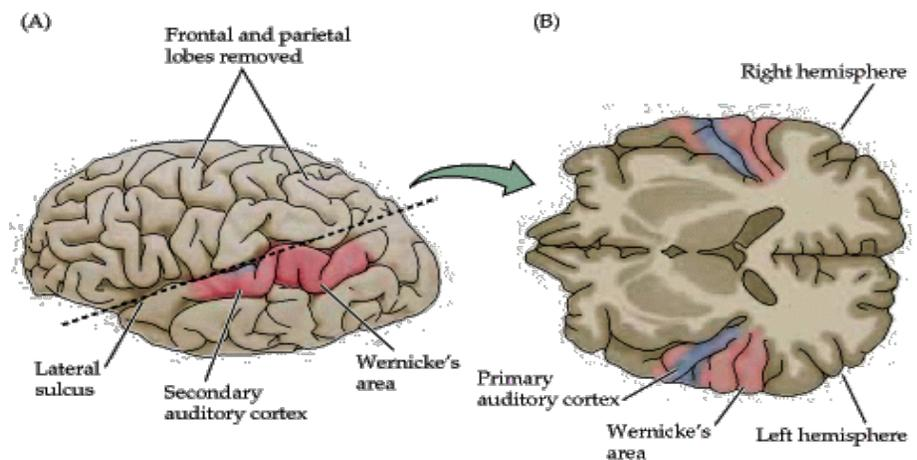 (A)
Frontal and parietal
lobes removed
Lateral
sulcus
Secondary
auditory cortex
Wernicke's
area
(B)
Right hemisphere
Primary
auditory cortex
Wernicke's
area
Left hemisphere